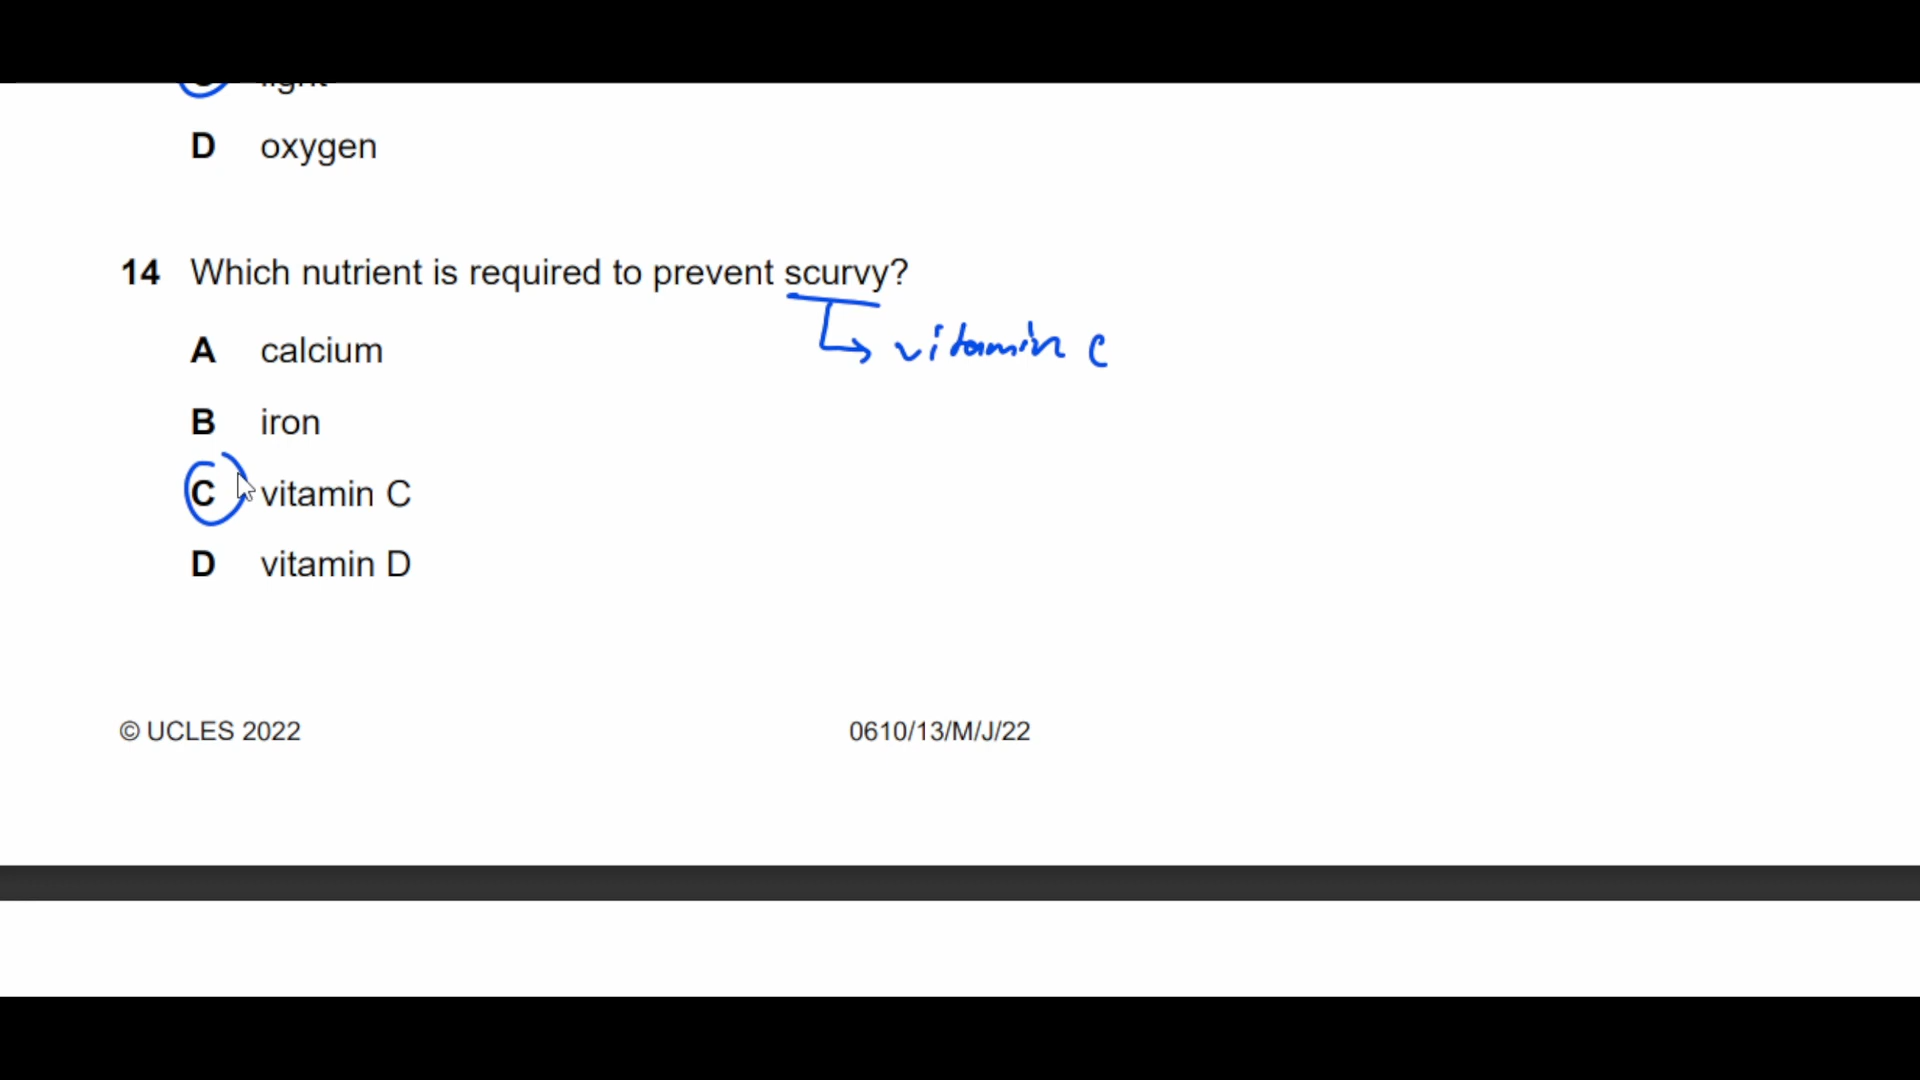 light
D oxygen
14 Which nutrient is required to prevent scurvy?
A calcium
vitamin c
B iron
C vitamin C
D vitamin D
© UCLES 2022
0610/13/M/J/22